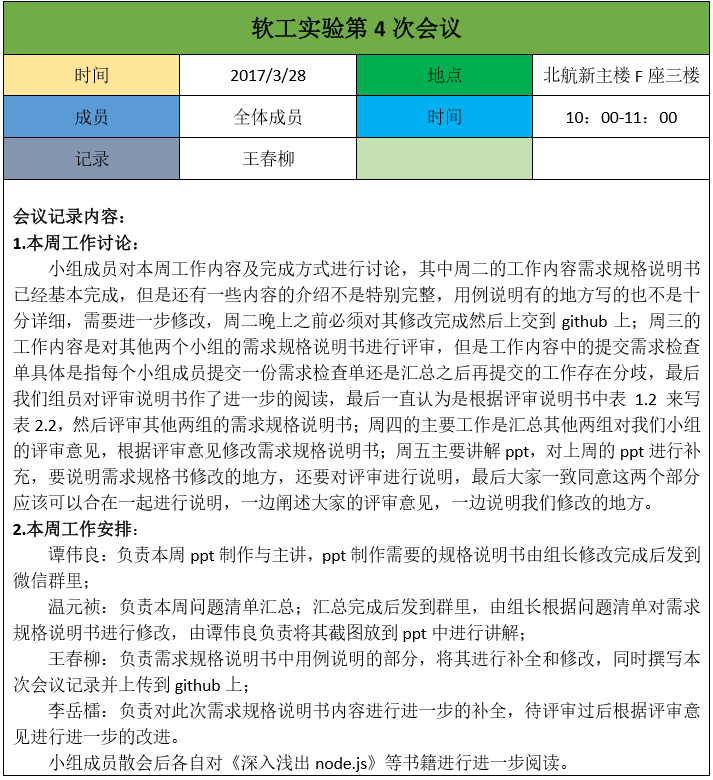 软工实验第 4 次会议
时间 2017/3/28 地点 北航新主楼 F 座三楼
成员 全体成员 时间 10：00-11：00
记录 王春柳
会议记录内容：
1.本周工作讨论：
小组成员对本周工作内容及完成方式进行讨论，其中周二的工作内容需求规格说明书
已经基本完成，但是还有一些内容的介绍不是特别完整，用例说明有的地方写的也不是十
分详细，需要进一步修改，周二晚上之前必须对其修改完成然后上交到 github 上；周三的
工作内容是对其他两个小组的需求规格说明书进行评审，但是工作内容中的提交需求检查
单具体是指每个小组成员提交一份需求检查单还是汇总之后再提交的工作存在分歧，最后
我们组员对评审说明书作了进一步的阅读，最后一直认为是根据评审说明书中表 1.2 来写
表 2.2，然后评审其他两组的需求规格说明书；周四的主要工作是汇总其他两组对我们小组
的评审意见，根据评审意见修改需求规格说明书；周五主要讲解 ppt，对上周的 ppt 进行补
充，要说明需求规格书修改的地方，还要对评审进行说明，最后大家一致同意这两个部分
应该可以合在一起进行说明，一边阐述大家的评审意见，一边说明我们修改的地方。
2.本周工作安排：
谭伟良：负责本周 ppt 制作与主讲，ppt 制作需要的规格说明书由组长修改完成后发到
微信群里；
温元祯：负责本周问题清单汇总；汇总完成后发到群里，由组长根据问题清单对需求
规格说明书进行修改，由谭伟良负责将其截图放到 ppt 中进行讲解；
王春柳：负责需求规格说明书中用例说明的部分，将其进行补全和修改，同时撰写本
次会议记录并上传到 github 上；
李岳檑：负责对此次需求规格说明书内容进行进一步的补全，待评审过后根据评审意
见进行进一步的改进。
小组成员散会后各自对《深入浅出 node.js》等书籍进行进一步阅读。